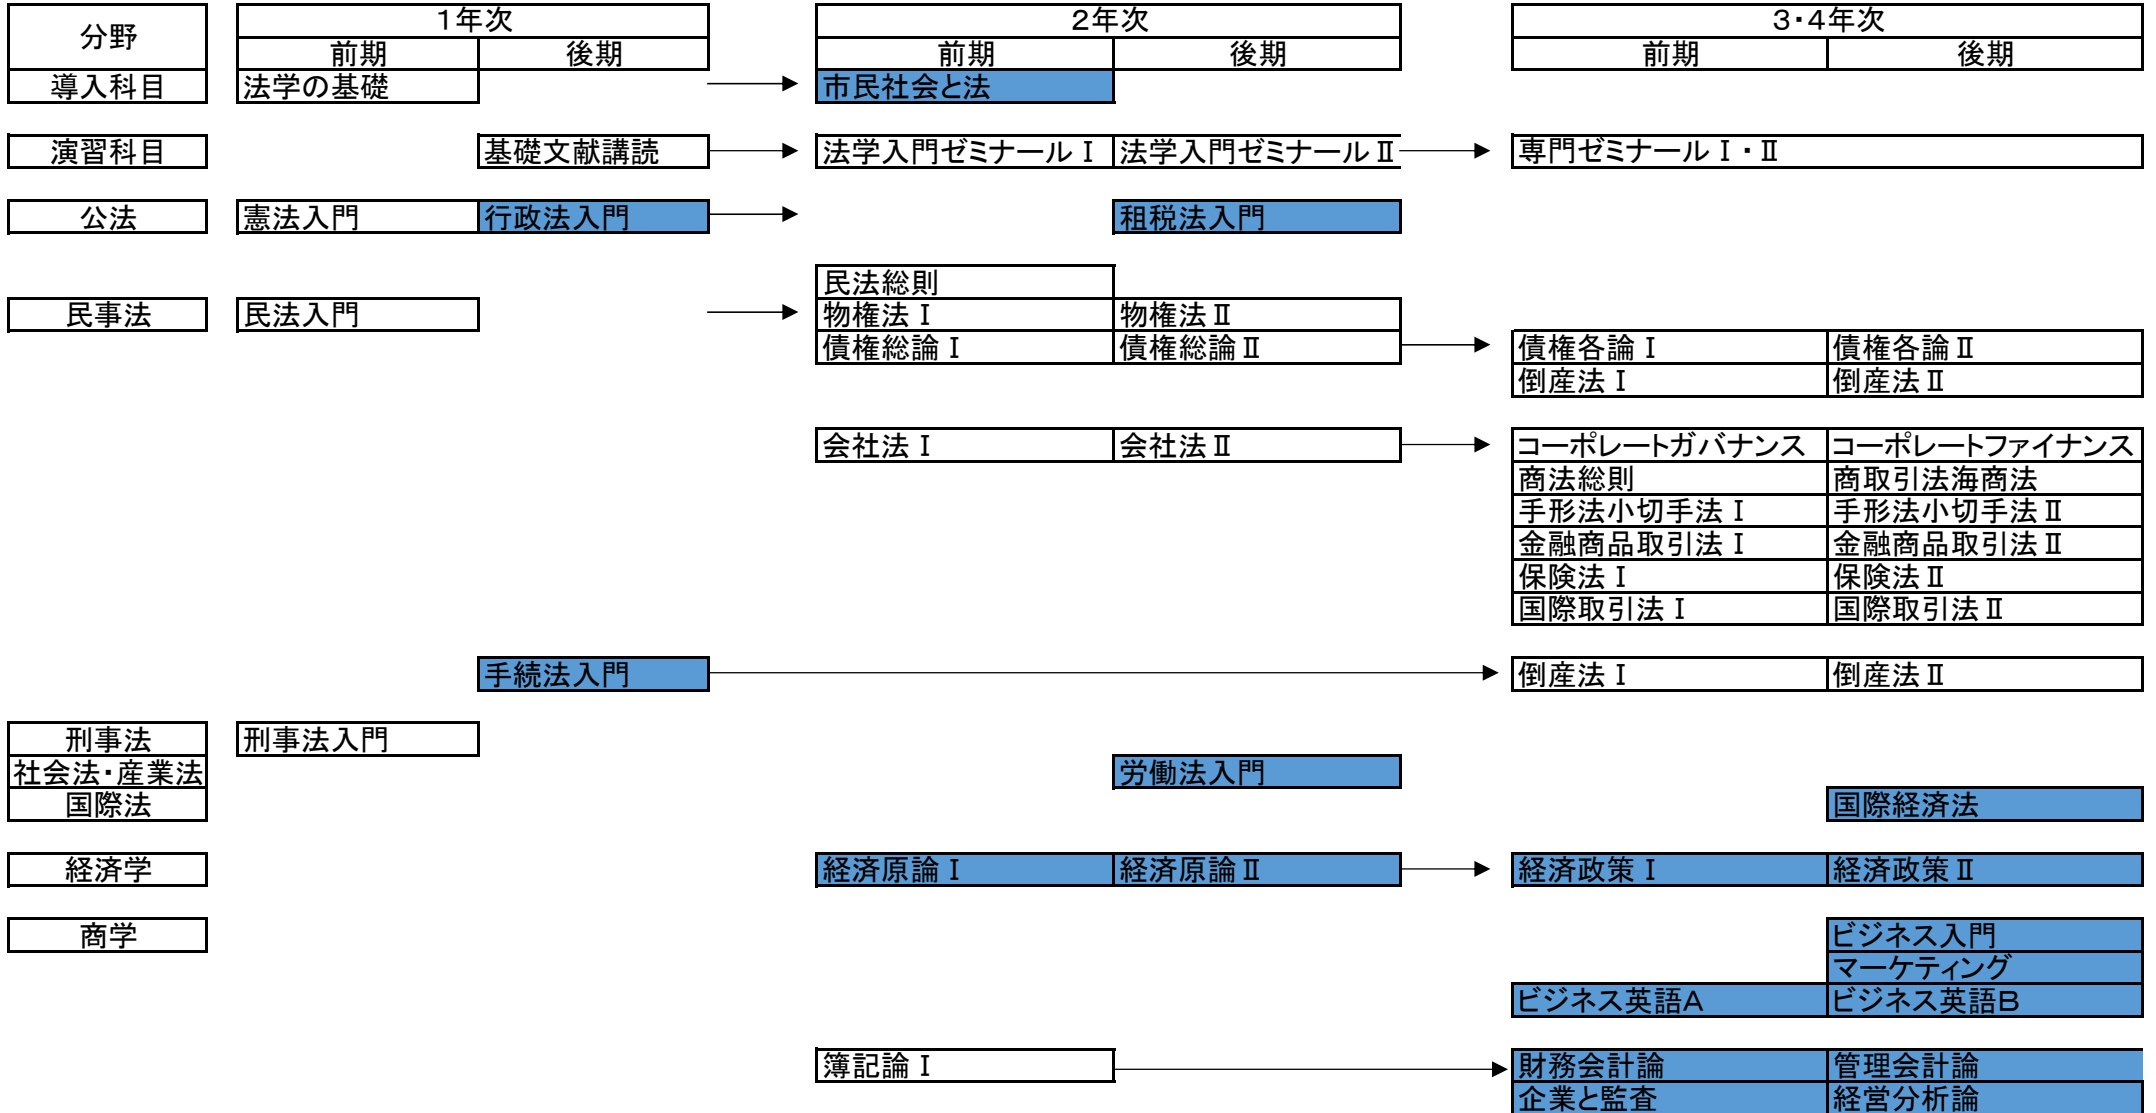 分野 1年次 2年次 3・4年次
前期 後期 前期 後期 前期 後期
導入科目 法学の基礎 市民社会と法
演習科目 基礎文献講読 法学入門ゼミナールⅠ 法学入門ゼミナールⅡ 専門ゼミナールⅠ・Ⅱ
公法 憲法入門 行政法入門 租税法入門
民法総則
民事法 民法入門 物権法Ⅰ 物権法Ⅱ
債権総論Ⅰ 債権総論Ⅱ 債権各論Ⅰ 債権各論Ⅱ
倒産法Ⅰ 倒産法Ⅱ
会社法Ⅰ 会社法Ⅱ コーポレートガバナンス コーポレートファイナンス
商法総則 商取引法海商法
手形法小切手法Ⅰ 手形法小切手法Ⅱ
金融商品取引法Ⅰ 金融商品取引法Ⅱ
保険法Ⅰ 保険法Ⅱ
国際取引法Ⅰ 国際取引法Ⅱ
手続法入門 倒産法Ⅰ 倒産法Ⅱ
刑事法 刑事法入門
社会法・産業法 労働法入門
国際法 国際経済法
経済学 経済原論Ⅰ 経済原論Ⅱ 経済政策Ⅰ 経済政策Ⅱ
商学 ビジネス入門
マーケティング
ビジネス英語A ビジネス英語B
簿記論Ⅰ 財務会計論 管理会計論
企業と監査 経営分析論